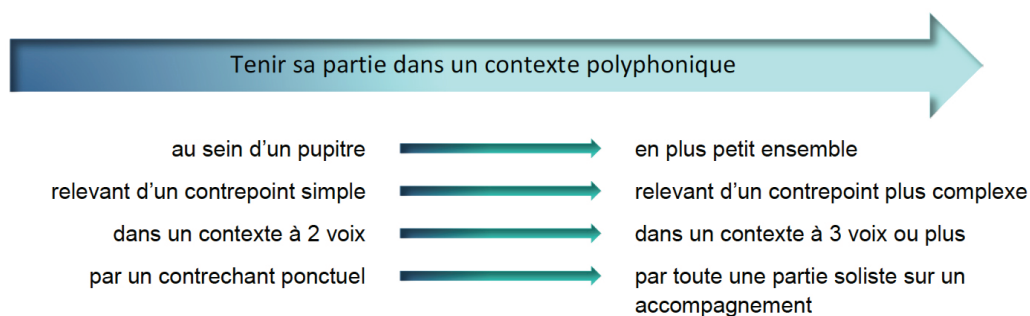 Tenir sa partie dans un contexte polyphonique
au sein d’un pupitre en plus petit ensemble
relevant d’un contrepoint simple relevant d’un contrepoint plus complexe
dans un contexte à 2 voix dans un contexte à 3 voix ou plus
par un contrechant ponctuel par toute une partie soliste sur un
accompagnement